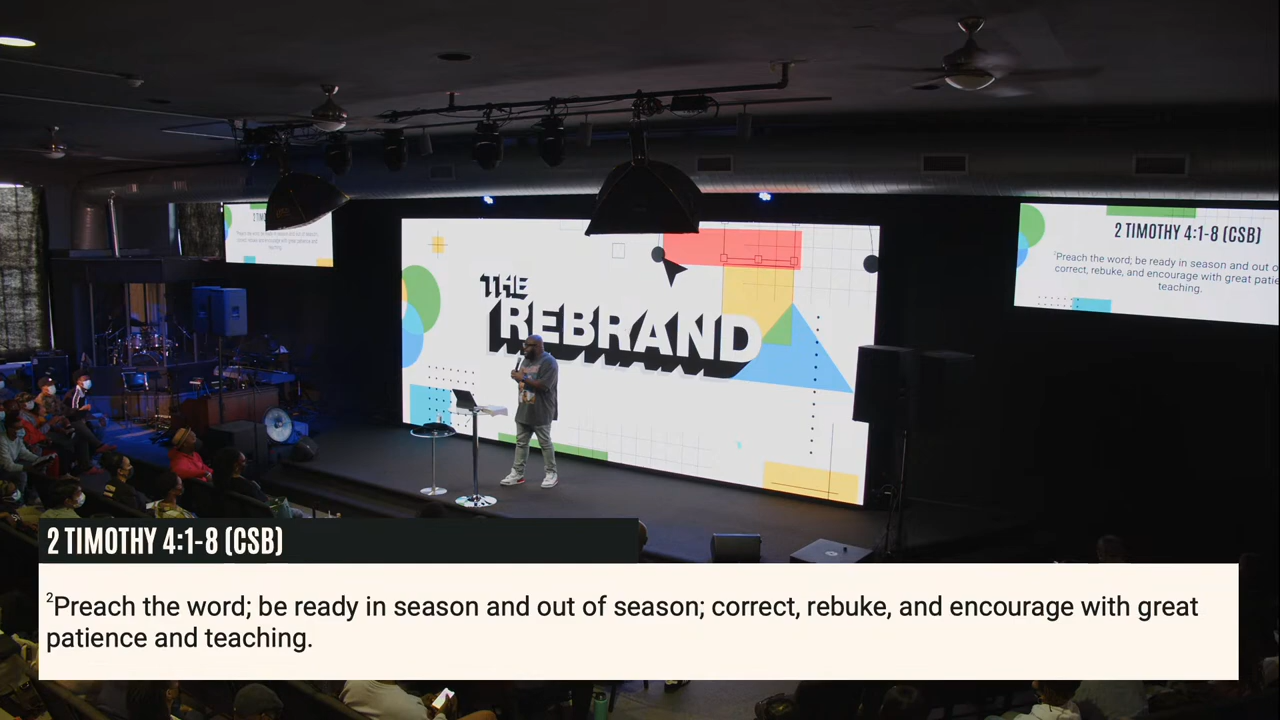 2 TIMOTHY 4:1-8 (CSB)
²Preach the word; be ready in season and out o
correct, rebuke, and encourage with great patie
teaching.
THE
REBRAND
2 TIMOTHY 4:1-8 (CSB)
²Preach the word; be ready in season and out of season; correct, rebuke, and encourage with great
patience and teaching.